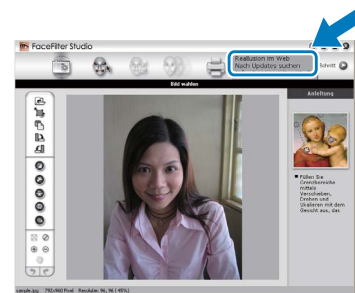 FaceFilter Studio
Reallusion im Web
Nach Updates suchen
Schritt
Bild wählen
Anleitung
Füllen Sie
Grenzbereiche
mittels
Verschieben,
Drehen und
Skalieren mit dem
Gesicht aus, das
sample.jpg 792x960 Pixel Resolution: 96, 96 ( 45%)